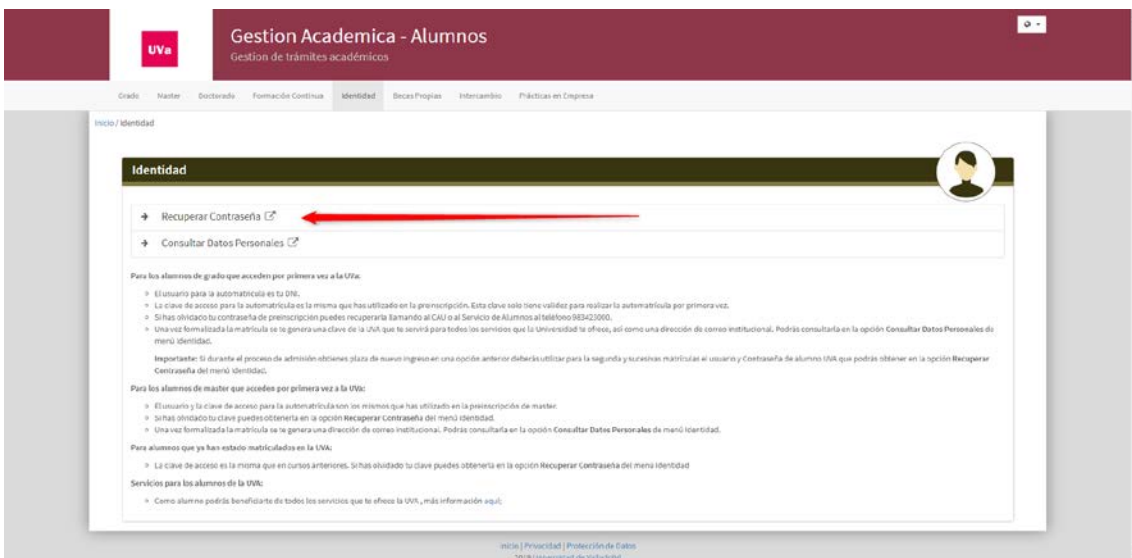 UVa
Gestion Academica - Alumnos
Gestion de trámites académicos
Grado Master Doctorado Formación Continua Identidad Becas Propias Intercambio Prácticas en Empresa
Inicio / Identidad
Identidad
Recuperar Contraseña
Consultar Datos Personales
Para los alumnos de grado que acceden por primera vez a la UVa:
El usuario para la automatrícula es tu DNI.
La clave de acceso para la automatrícula es la misma que has utilizado en la preinscripción. Esta clave solo tiene validez para realizar la automatrícula por primera vez.
Si has olvidado tu contraseña de preinscripción puedes recuperarla llamando al CAU o al Servicio de Alumnos al teléfono 983423000.
Una vez formalizada la matrícula se te genera una clave de la UVA que te servirá para todos los servicios que la Universidad te ofrece, así como una dirección de correo institucional. Podrás consultarla en la opción Consultar Datos Personales de
menú identidad.
Importante: Si durante el proceso de admisión obtienes plaza de nuevo ingreso en una opción anterior deberás utilizar para la segunda y sucesivas matrículas el usuario y Contraseña de alumno UVA que podrás obtener en la opción Recuperar
Contraseña del menú identidad.
Para los alumnos de master que acceden por primera vez a la UVa:
El usuario y la clave de acceso para la automatrícula son los mismos que has utilizado en la preinscripción de master.
Si has olvidado tu clave puedes obtenerla en la opción Recuperar Contraseña del menú identidad.
Una vez formalizada la matrícula se te genera una dirección de correo institucional. Podrás consultarla en la opción Consultar Datos Personales de menú identidad.
Para alumnos que ya han estado matriculados en la UVA:
La clave de acceso es la misma que en cursos anteriores. Si has olvidado tu clave puedes obtenerla en la opción Recuperar Contraseña del menú Identidad
Servicios para los alumnos de la UVA:
Como alumno podrás beneficiarte de todos los servicios que te ofrece la UVA , más información aquí:
Inicio | Privacidad | Protección de Datos